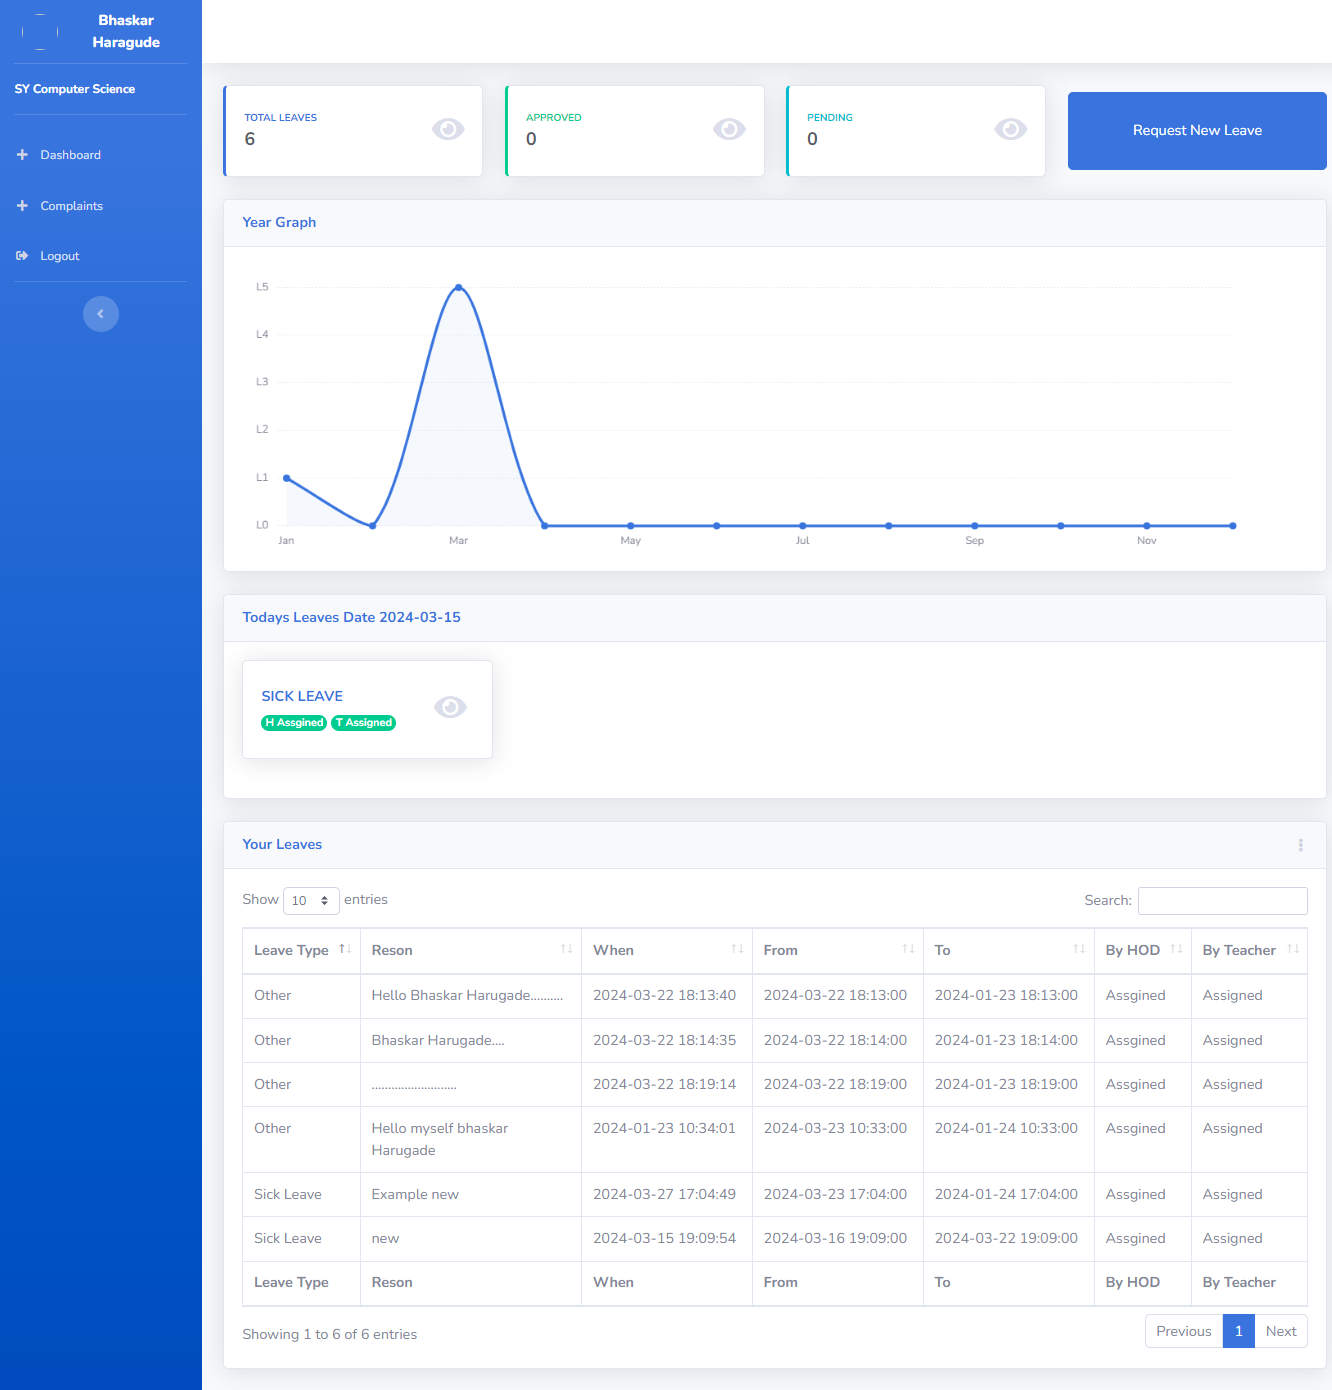 Bhaskar
Haragude
SY Computer Science
Dashboard
Complaints
Logout
TOTAL LEAVES
6
APPROVED
0
PENDING
0
Request New Leave
Year Graph
L5
L4
L3
L2
L1
L0
Jan Mar May Jul Sep Nov
Todays Leaves Date 2024-03-15
SICK LEAVE
H Assgined T Assigned
Your Leaves
Show 10 entries Search:
Leave Type Reson When From To By HOD By Teacher
Other Hello Bhaskar Harugade.......... 2024-03-22 18:13:40 2024-03-22 18:13:00 2024-01-23 18:13:00 Assgined Assigned
Other Bhaskar Harugade.... 2024-03-22 18:14:35 2024-03-22 18:14:00 2024-01-23 18:14:00 Assgined Assigned
Other .......................... 2024-03-22 18:19:14 2024-03-22 18:19:00 2024-01-23 18:19:00 Assgined Assigned
Other Hello myself bhaskar 2024-01-23 10:34:01 2024-03-23 10:33:00 2024-01-24 10:33:00 Assgined Assigned
Harugade
Sick Leave Example new 2024-03-27 17:04:49 2024-03-23 17:04:00 2024-01-24 17:04:00 Assgined Assigned
Sick Leave new 2024-03-15 19:09:54 2024-03-16 19:09:00 2024-03-22 19:09:00 Assgined Assigned
Leave Type Reson When From To By HOD By Teacher
Showing 1 to 6 of 6 entries Previous 1 Next